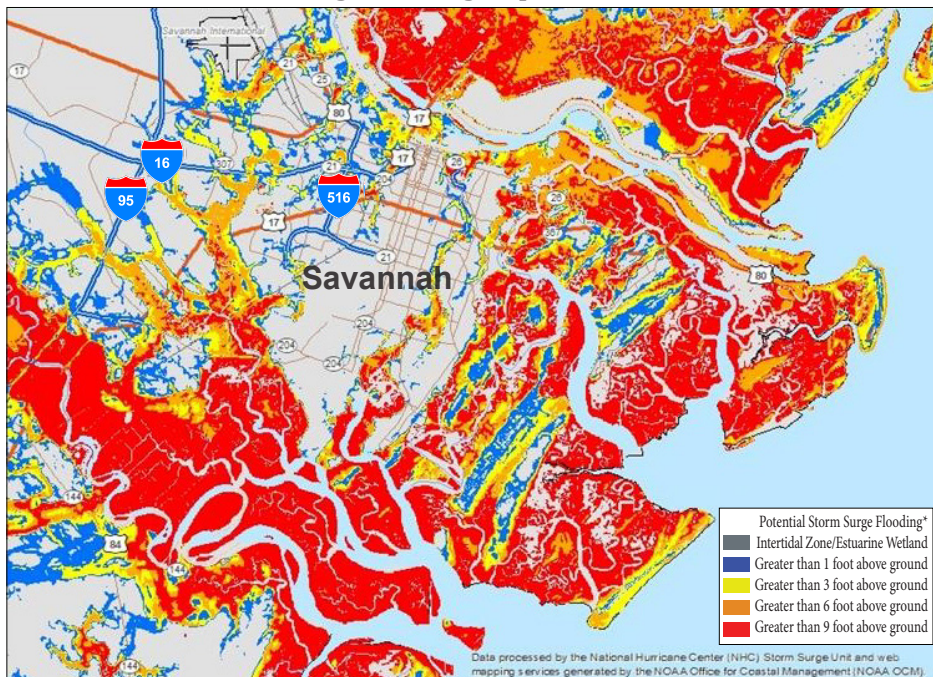 Savannah International
17
21
25
80
17
16
307
21
17
204
26
95
516
17
26
367
21
80
Savannah
204
204
204
144
84
144
144
Potential Storm Surge Flooding*
Intertidal Zone/Estuarine Wetland
Greater than 1 foot above ground
Greater than 3 foot above ground
Greater than 6 foot above ground
Greater than 9 foot above ground
Data processed by the National Hurricane Center (NHC) Storm Surge Unit and web
mapping services generated by the NOAA Office for Coastal Management (NOAA OCM).